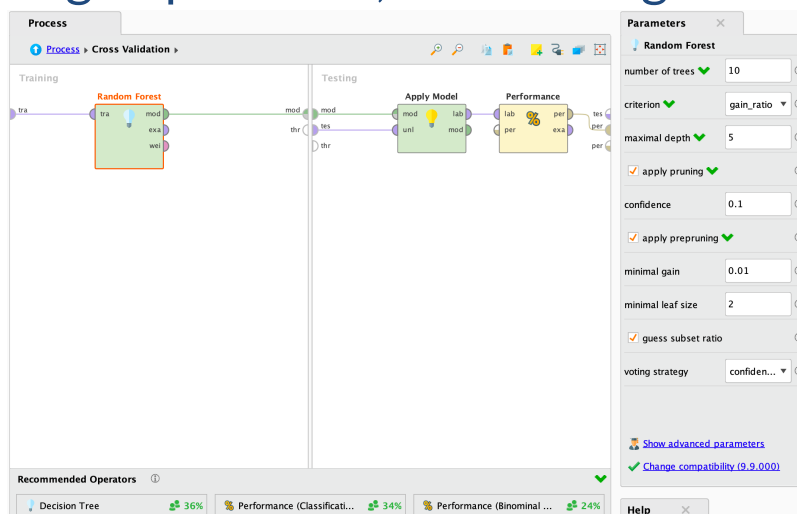 Process
Process ▸ Cross Validation ▸
Training
Testing
Random Forest
tra
tra
mod
exa
wei
mod
thr
mod
tes
thr
Apply Model
mod
lab
unl
mod
Performance
lab
per
per
exa
tes
per
per
Recommended Operators
Decision Tree 36%
Performance (Classificati... 34%
Performance (Binominal ... 24%
Parameters
Random Forest
number of trees 10
criterion gain_ratio
maximal depth 5
apply pruning
confidence 0.1
apply prepruning
minimal gain 0.01
minimal leaf size 2
guess subset ratio
voting strategy confiden...
Show advanced parameters
Change compatibility (9.9.000)
Help